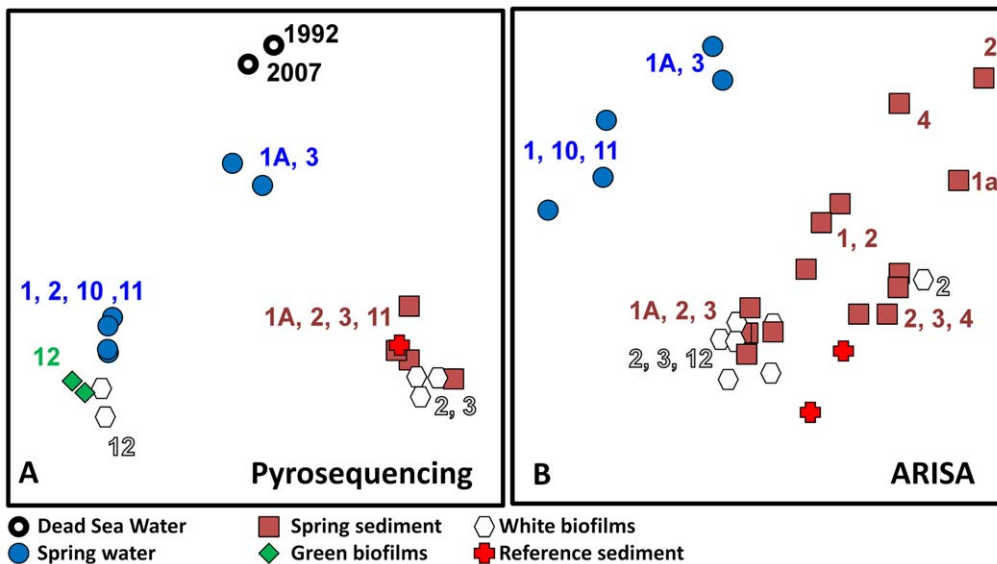 1992
2007
1A, 3
1, 2, 10 ,11
12
12
1A, 2, 3, 11
2, 3
A
Pyrosequencing
1A, 3
1, 10, 11
2
4
1a
1, 2
2
1A, 2, 3
2, 3, 4
2, 3, 12
B
ARISA
Dead Sea Water
Spring sediment
White biofilms
Spring water
Green biofilms
Reference sediment